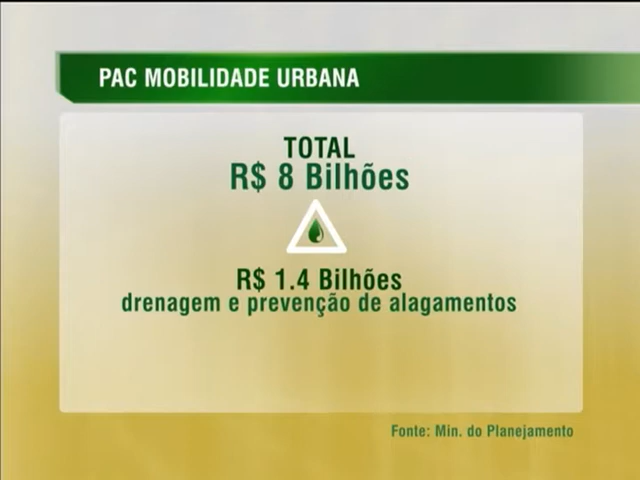 PAC MOBILIDADE URBANA
TOTAL
R$ 8 Bilhões
R$ 1.4 Bilhões
drenagem e prevenção de alagamentos
Fonte: Min. do Planejamento